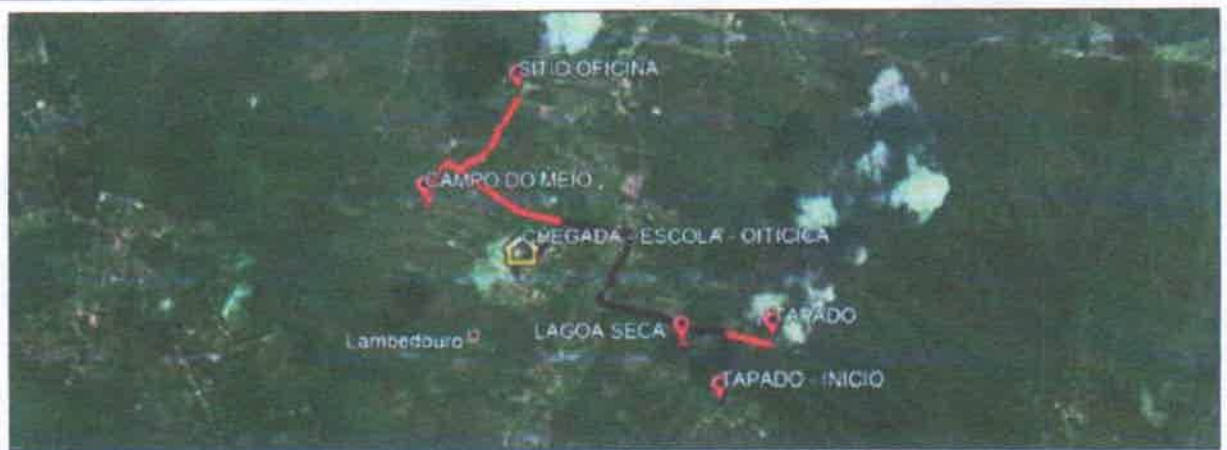 SITIO OFICINA
CAMPO DO MEIO
CHEGADA - ESCOLA - OITICICA
TAPADO
LAGOA SECA
Lambedouro
TAPADO - INICIO